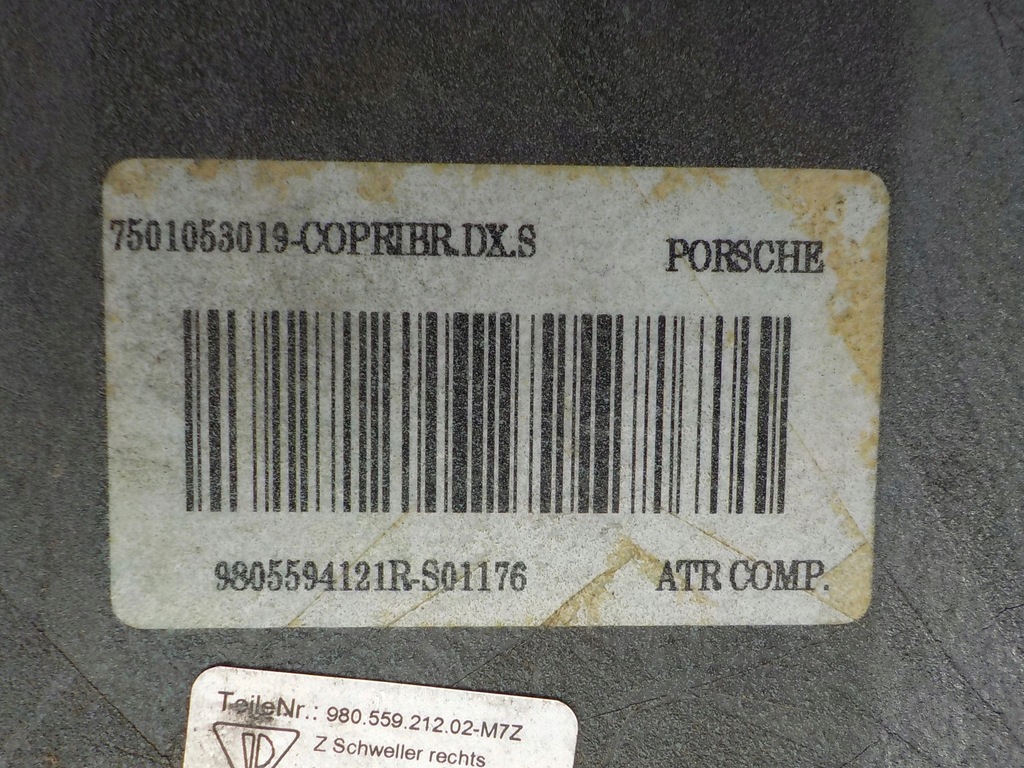 7501053019-COPRIBR.DX.S PORSCHE
9805594121R-S01176 ATR COMP.
TeileNr.: 980.559.212.02-M7Z
Z Schweller rechts